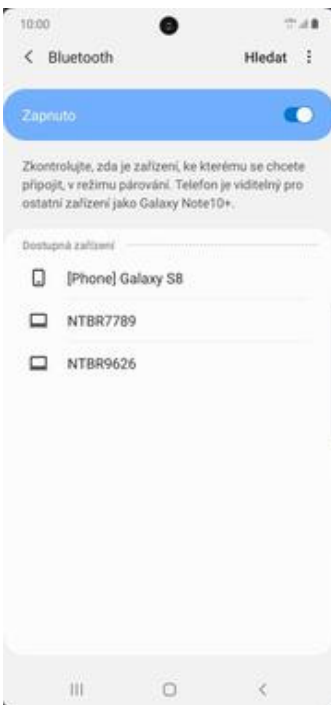 10:00
Bluetooth
Hledat
Zapnuto
Zkontrolujte, zda je zařízení, ke kterému se chcete
připojit, v režimu párování. Telefon je viditelný pro
ostatní zařízení jako Galaxy Note10+.
Dostupná zařízení
[Phone] Galaxy S8
NTBR7789
NTBR9626